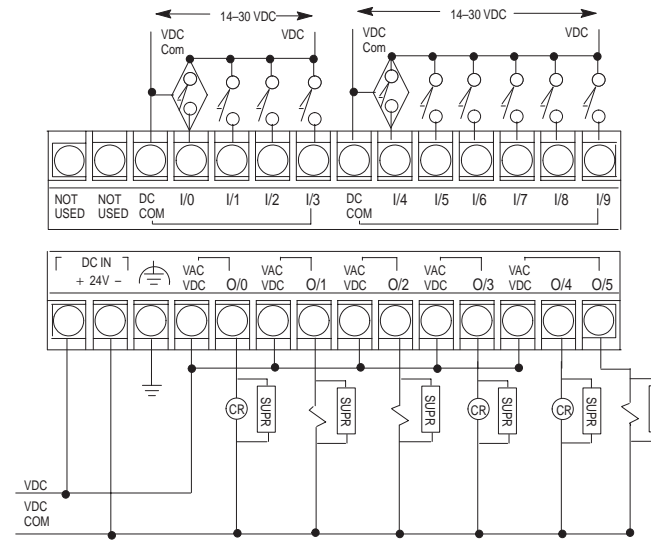 14–30 VDC
14–30 VDC
VDC
Com
VDC
VDC
Com
VDC
NOT
USED
NOT
USED
DC
COM
I/0
I/1
I/2
I/3
DC
COM
I/4
I/5
I/6
I/7
I/8
I/9
DC IN
+ 24V –
VAC
VDC
O/0
VAC
VDC
O/1
VAC
VDC
O/2
VAC
VDC
O/3
VAC
VDC
O/4
O/5
CR
SUPR
SUPR
SUPR
CR
SUPR
CR
SUPR
VDC
VDC
COM